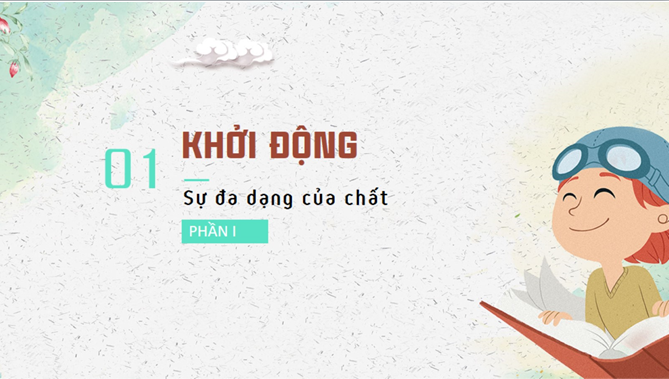 01
KHỞI ĐỘNG
Sự đa dạng của chất
PHẦN I